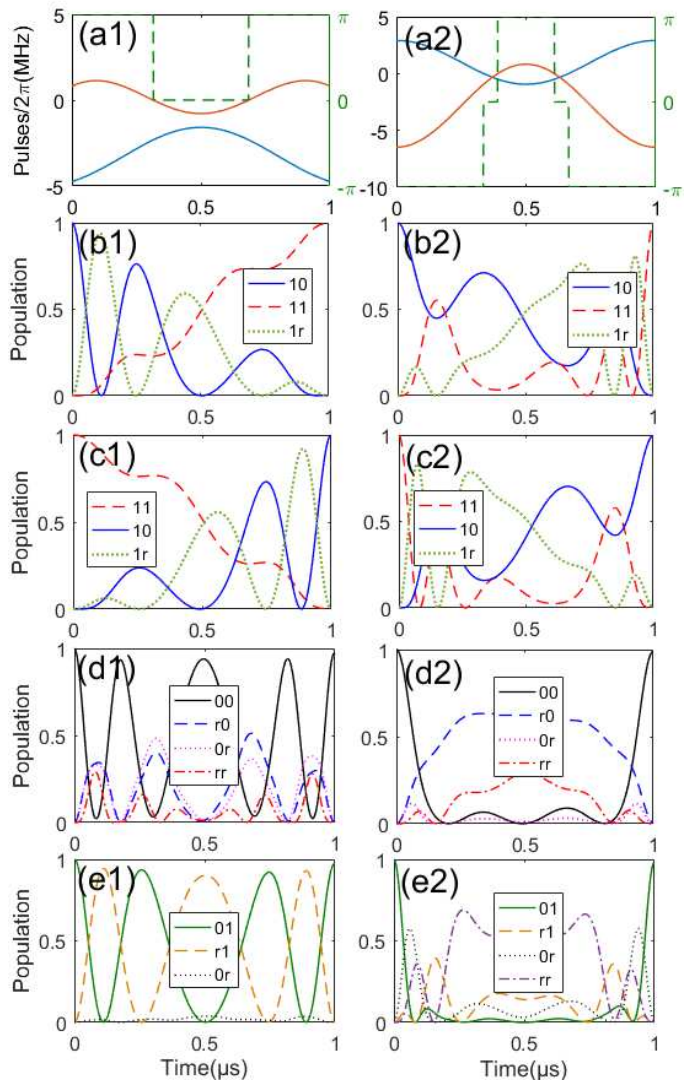 (a1)
(a2)
Pulses/2π(MHz)
5
0
-5
π
0
-π
0
0.5
1
5
0
-5
-10
π
0
-π
0
0.5
1
(b1)
(b2)
Population
1
0.5
0
10
11
1r
0
0.5
1
1
0.5
0
10
11
1r
0
0.5
1
(c1)
(c2)
Population
1
0.5
0
11
10
1r
0
0.5
1
1
0.5
0
11
10
1r
0
0.5
1
(d1)
(d2)
Population
1
0.5
0
00
r0
0r
rr
0
0.5
1
1
0.5
0
00
r0
0r
rr
0
0.5
1
(e1)
(e2)
Population
1
0.5
0
01
r1
0r
0
0.5
1
Time(μs)
1
0.5
0
01
r1
0r
rr
0
0.5
1
Time(μs)